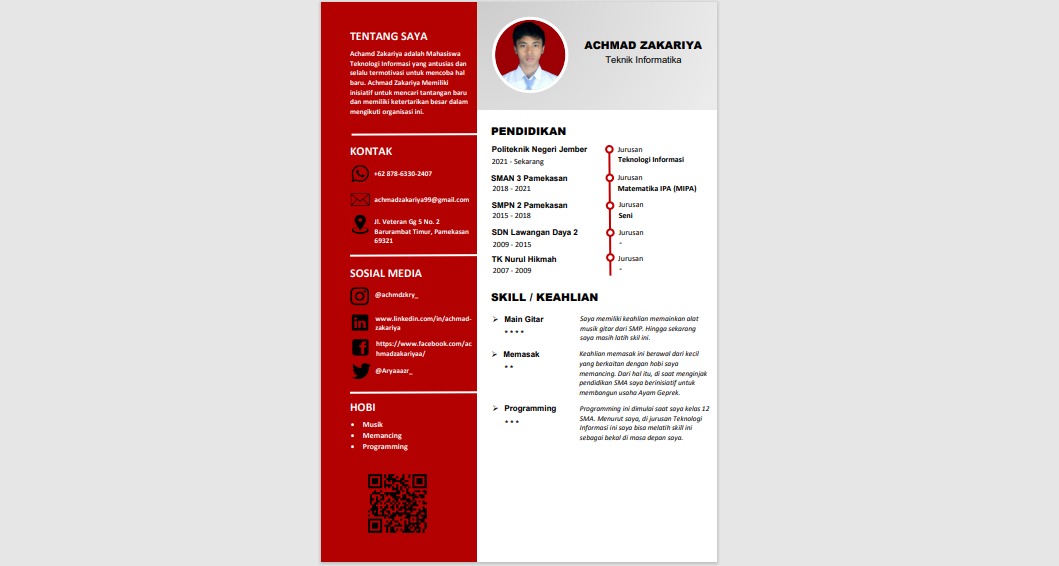 TENTANG SAYA
Achamd Zakariya adalah Mahasiswa
Teknologi Informasi yang antusias dan
selalu termotivasi untuk mencoba hal
baru. Achmad Zakariya Memiliki
inisiatif untuk mencari tantangan baru
dan memiliki ketertarikan besar dalam
mengikuti organisasi ini.
KONTAK
+62 878-6330-2407
achmadzakariya99@gmail.com
Jl. Veteran Gg 5 No. 2
Barurambat Timur, Pamekasan
69321
SOSIAL MEDIA
@achmdzkry_
www.linkedin.com/in/achmad-
zakariya
https://www.facebook.com/ac
hmadzakariyaa/
@Aryaaazr_
HOBI
• Musik
• Memancing
• Programming
ACHMAD ZAKARIYA
Teknik Informatika
PENDIDIKAN
Politeknik Negeri Jember
2021 - Sekarang
Jurusan
Teknologi Informasi
SMAN 3 Pamekasan
2018 - 2021
Jurusan
Matematika IPA (MIPA)
SMPN 2 Pamekasan
2015 - 2018
Jurusan
Seni
SDN Lawangan Daya 2
2009 - 2015
Jurusan
-
TK Nurul Hikmah
2007 - 2009
Jurusan
-
SKILL / KEAHLIAN
➢ Main Gitar
* * * *
Saya memiliki keahlian memainkan alat
musik gitar dari SMP. Hingga sekarang
saya masih latih skil ini.
➢ Memasak
* *
Keahlian memasak ini berawal dari kecil
yang berkaitan dengan hobi saya
memancing. Dari hal itu, di saat menginjak
pendidikan SMA saya berinisiatif untuk
membangun usaha Ayam Geprek.
➢ Programming
* * *
Programming ini dimulai saat saya kelas 12
SMA. Menurut saya, di jurusan Teknologi
Informasi ini saya bisa melatih skill ini
sebagai bekal di masa depan saya.